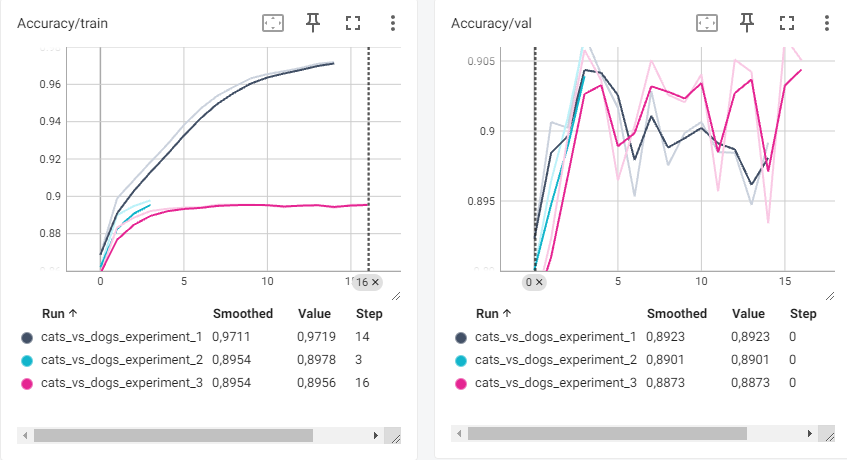 Accuracy/train
0.96
0.94
0.92
0.9
0.88
0 5 10 16 ×
Run ↑ Smoothed Value Step
cats_vs_dogs_experiment_1 0,9711 0,9719 14
cats_vs_dogs_experiment_2 0,8954 0,8978 3
cats_vs_dogs_experiment_3 0,8954 0,8956 16
Accuracy/val
0.905
0.9
0.895
0 × 5 10 15
Run ↑ Smoothed Value Step
cats_vs_dogs_experiment_1 0,8923 0,8923 0
cats_vs_dogs_experiment_2 0,8901 0,8901 0
cats_vs_dogs_experiment_3 0,8873 0,8873 0